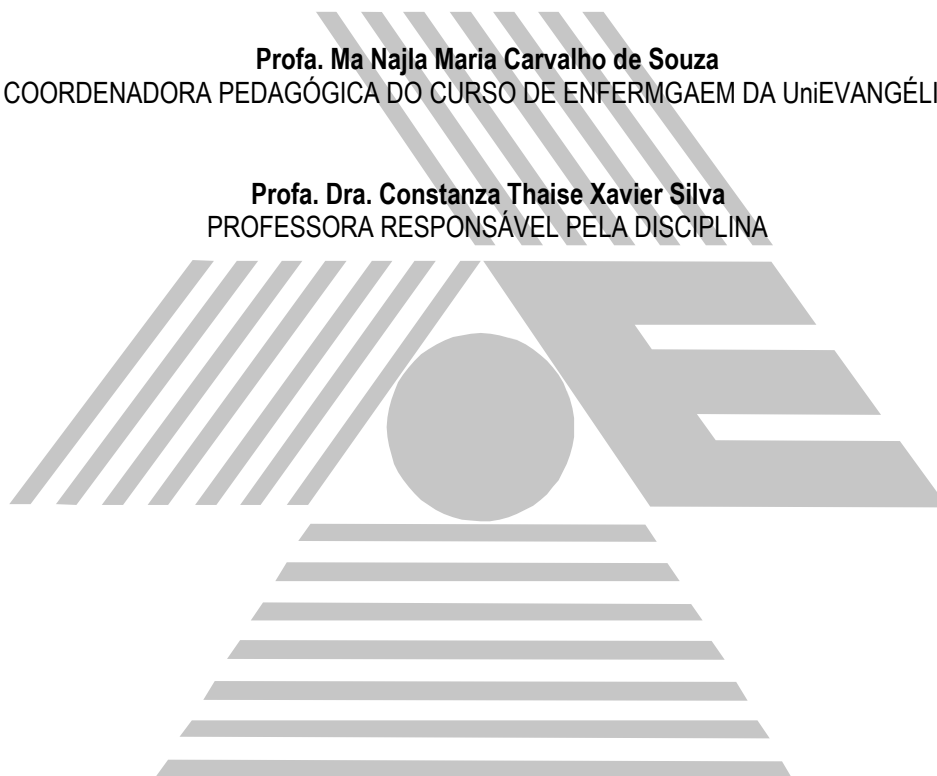 Profa. Ma Najla Maria Carvalho de Souza
COORDENADORA PEDAGÓGICA DO CURSO DE ENFERMGAEM DA UniEVANGÉLI
Profa. Dra. Constanza Thaise Xavier Silva
PROFESSORA RESPONSÁVEL PELA DISCIPLINA